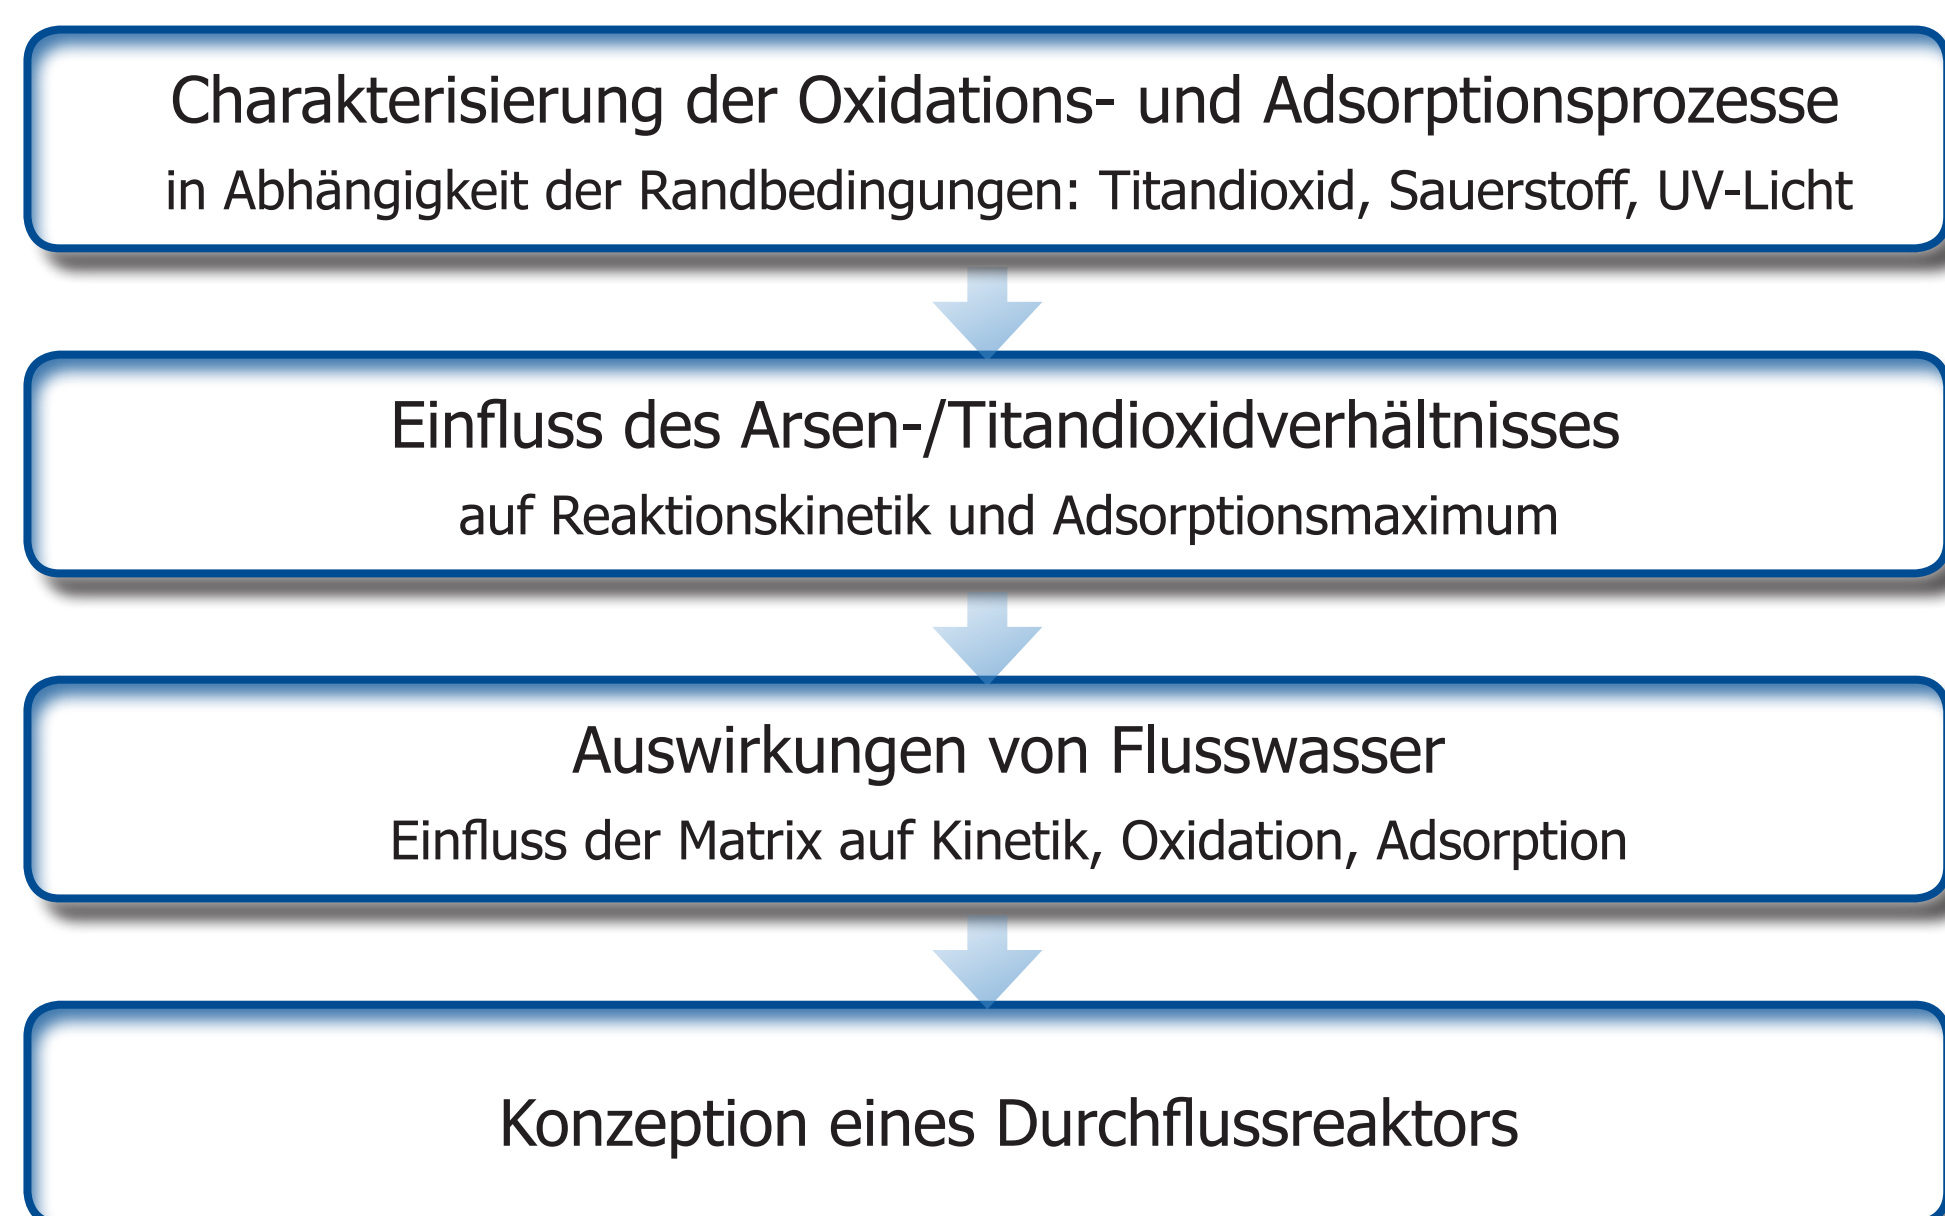 Charakterisierung der Oxidations- und Adsorptionsprozesse
in Abhängigkeit der Randbedingungen: Titandioxid, Sauerstoff, UV-Licht
Einfluss des Arsen-/Titandioxidverhältnisses
auf Reaktionskinetik und Adsorptionsmaximum
Auswirkungen von Flusswasser
Einfluss der Matrix auf Kinetik, Oxidation, Adsorption
Konzeption eines Durchflussreaktors